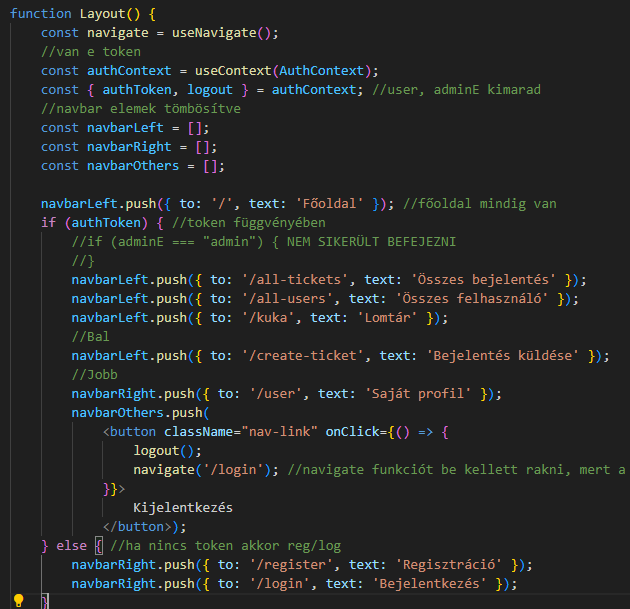 function Layout() {
const navigate = useNavigate();
//van e token
const authContext = useContext(AuthContext);
const { authToken, logout } = authContext; //user, adminE kimarad
//navbar elemek tömbösítve
const navbarLeft = [];
const navbarRight = [];
const navbarOthers = [];
navbarLeft.push({ to: '/', text: 'Főoldal' }); //főoldal mindig van
if (authToken) { //token függvényében
//if (adminE === "admin") { NEM SIKERÜLT BEFEJEZNI
//}
navbarLeft.push({ to: '/all-tickets', text: 'Összes bejelentés' });
navbarLeft.push({ to: '/all-users', text: 'Összes felhasználó' });
navbarLeft.push({ to: '/kuka', text: 'Lomtár' });
//Bal
navbarLeft.push({ to: '/create-ticket', text: 'Bejelentés küldése' });
//Jobb
navbarRight.push({ to: '/user', text: 'Saját profil' });
navbarOthers.push(
<button className="nav-link" onClick={() => {
logout();
navigate('/login'); //navigate funkciót be kellett rakni, mert a
}}>
Kijelentkezés
</button>);
} else { //ha nincs token akkor reg/log
navbarRight.push({ to: '/register', text: 'Regisztráció' });
navbarRight.push({ to: '/login', text: 'Bejelentkezés' });
}